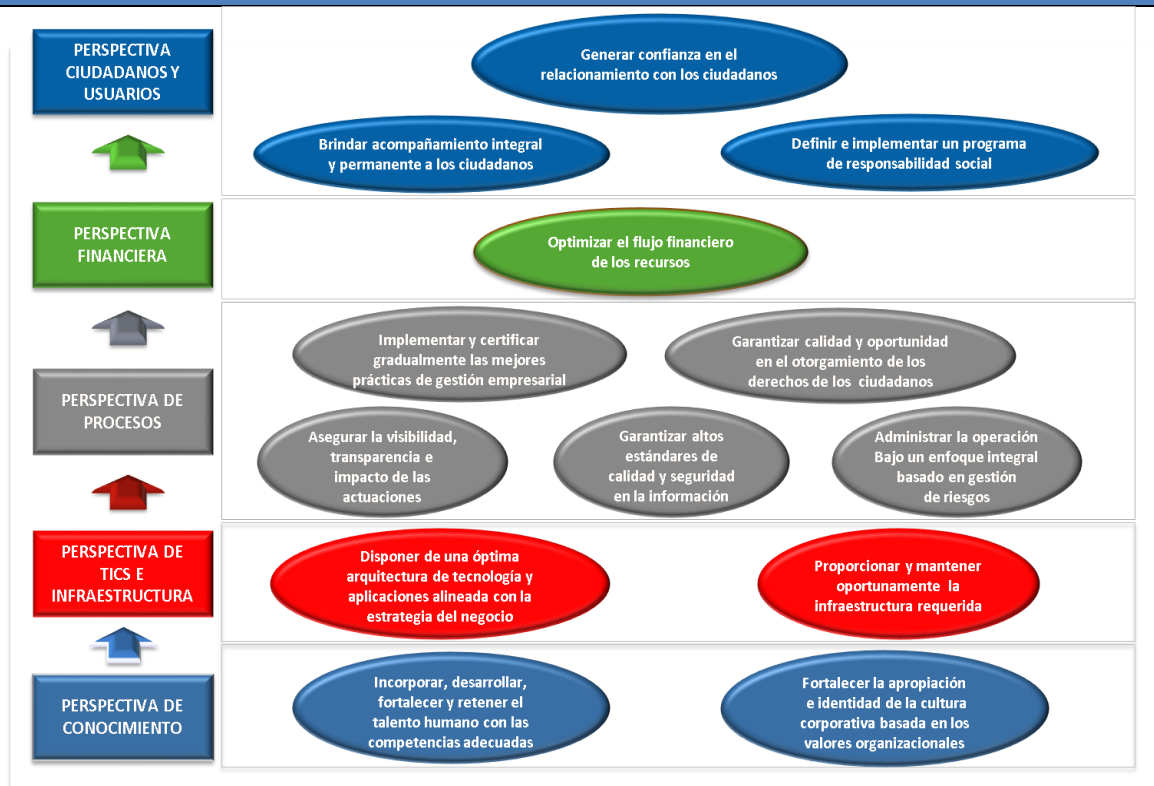 PERSPECTIVA
CIUDADANOS Y
USUARIOS
Generar confianza en el
relacionamiento con los ciudadanos
Brindar acompañamiento integral
y permanente a los ciudadanos
Definir e implementar un programa
de responsabilidad social
PERSPECTIVA
FINANCIERA
Optimizar el flujo financiero
de los recursos
PERSPECTIVA DE
PROCESOS
Implementar y certificar
gradualmente las mejores
prácticas de gestión empresarial
Garantizar calidad y oportunidad
en el otorgamiento de los
derechos de los ciudadanos
Asegurar la visibilidad,
transparencia e
impacto de las
actuaciones
Garantizar altos
estándares de
calidad y seguridad
en la información
Administrar la operación
Bajo un enfoque integral
basado en gestión
de riesgos
PERSPECTIVA DE
TICS E
INFRAESTRUCTURA
Disponer de una óptima
arquitectura de tecnología y
aplicaciones alineada con la
estrategia del negocio
Proporcionar y mantener
oportunamente la
infraestructura requerida
PERSPECTIVA DE
CONOCIMIENTO
Incorporar, desarrollar,
fortalecer y retener el
talento humano con las
competencias adecuadas
Fortalecer la apropiación
e identidad de la cultura
corporativa basada en los
valores organizacionales